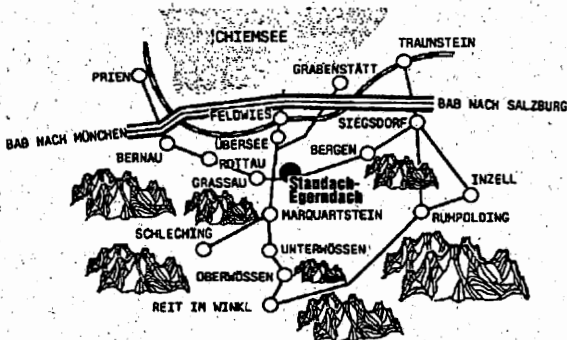 CHIEMSEE
TRAUNSTEIN
PRIEN
GRABENSTÄTT
BAB NACH SALZBURG
FELDWIES
SIEGSDORF
BAB NACH MÜNCHEN
ÜBERSEE
BERNAU
BERGEN
ROTTAU
GRASSAU
Staudach-
Egerndach
INZELL
MARQUARTSTEIN
RUHPOLDING
SCHLECHING
UNTERWÖSSEN
OBERWÖSSEN
REIT IM WINKL